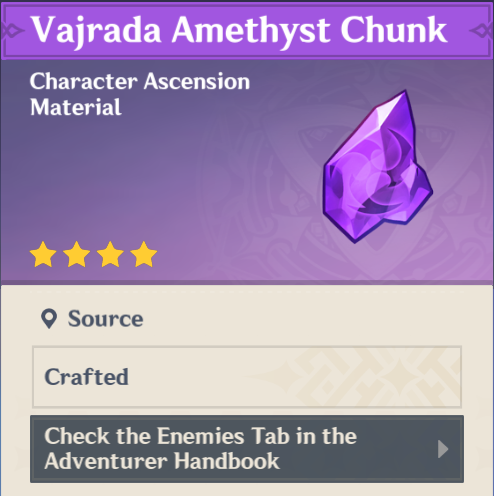 Vajrada Amethyst Chunk
Character Ascension
Material
Source
Crafted
Check the Enemies Tab in the
Adventurer Handbook